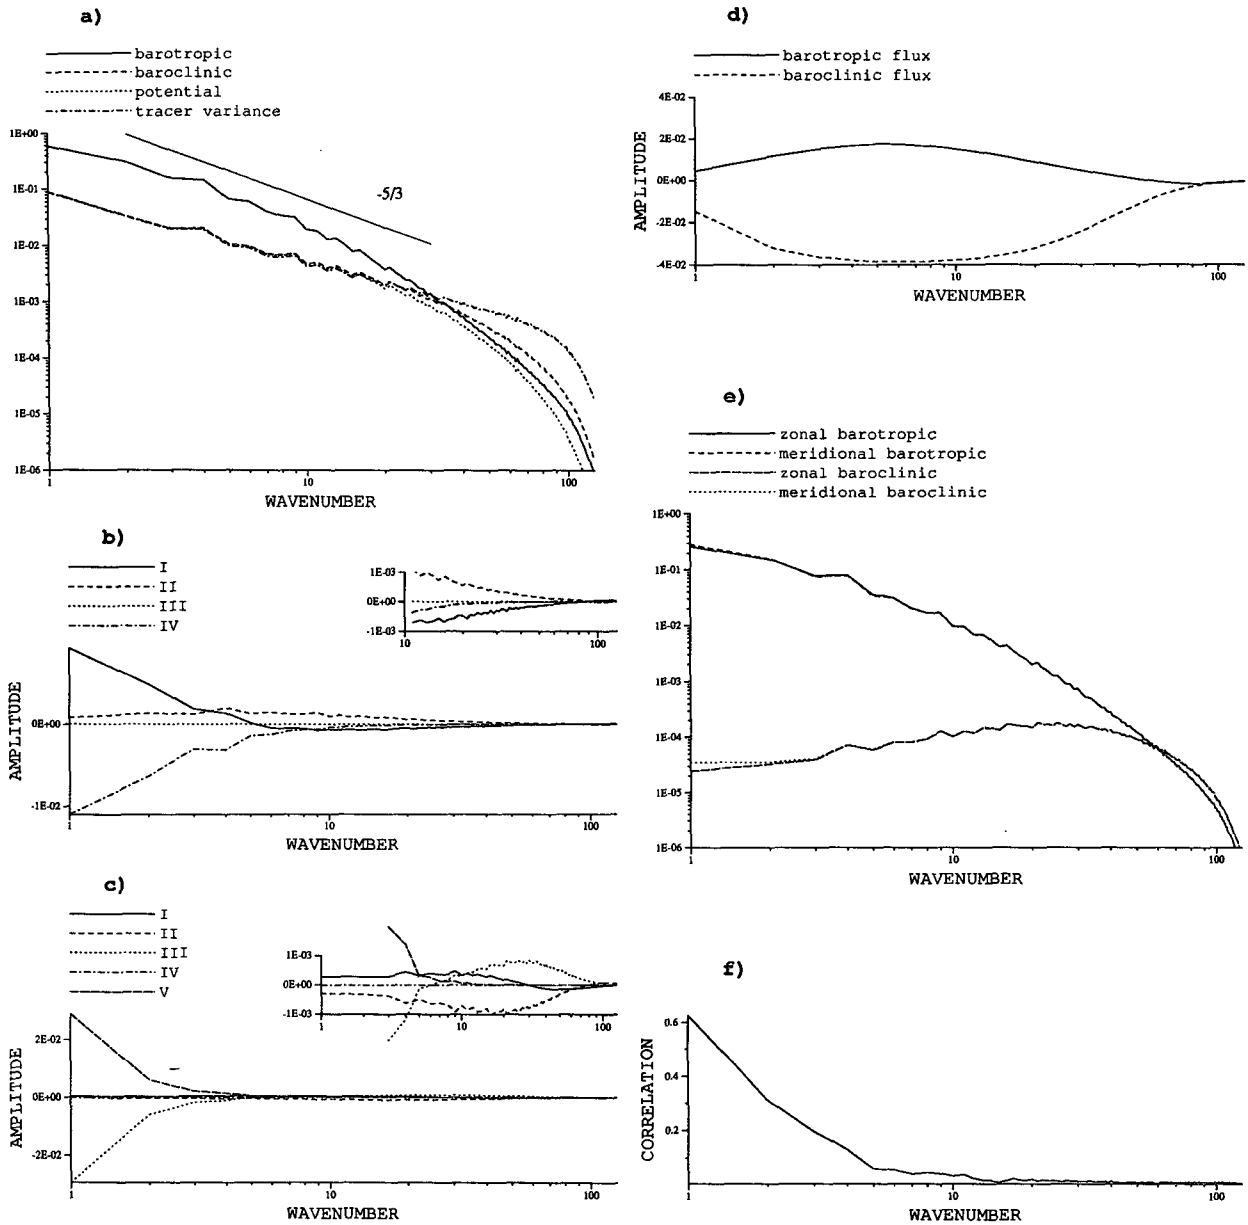 a)
barotropic
baroclinic
potential
tracer variance
1E+00
1E-01
1E-02
1E-03
1E-04
1E-05
1E-06
-5/3
1 10 100
WAVENUMBER
b)
I
II
III
IV
1E-03
0E+00
-1E-03
10 100
AMPLITUDE
0E+00
-1E-02
1 10 100
WAVENUMBER
c)
I
II
III
IV
V
1E-03
0E+00
-1E-03
1 10 100
AMPLITUDE
2E-02
0E+00
-2E-02
1 10 100
WAVENUMBER
d)
barotropic flux
baroclinic flux
AMPLITUDE
4E-02
2E-02
0E+00
-2E-02
-4E-02
1 10 100
WAVENUMBER
e)
zonal barotropic
meridional barotropic
zonal baroclinic
meridional baroclinic
1E+00
1E-01
1E-02
1E-03
1E-04
1E-05
1E-06
1 10 100
WAVENUMBER
f)
CORRELATION
0.6
0.4
0.2
1 10 100
WAVENUMBER